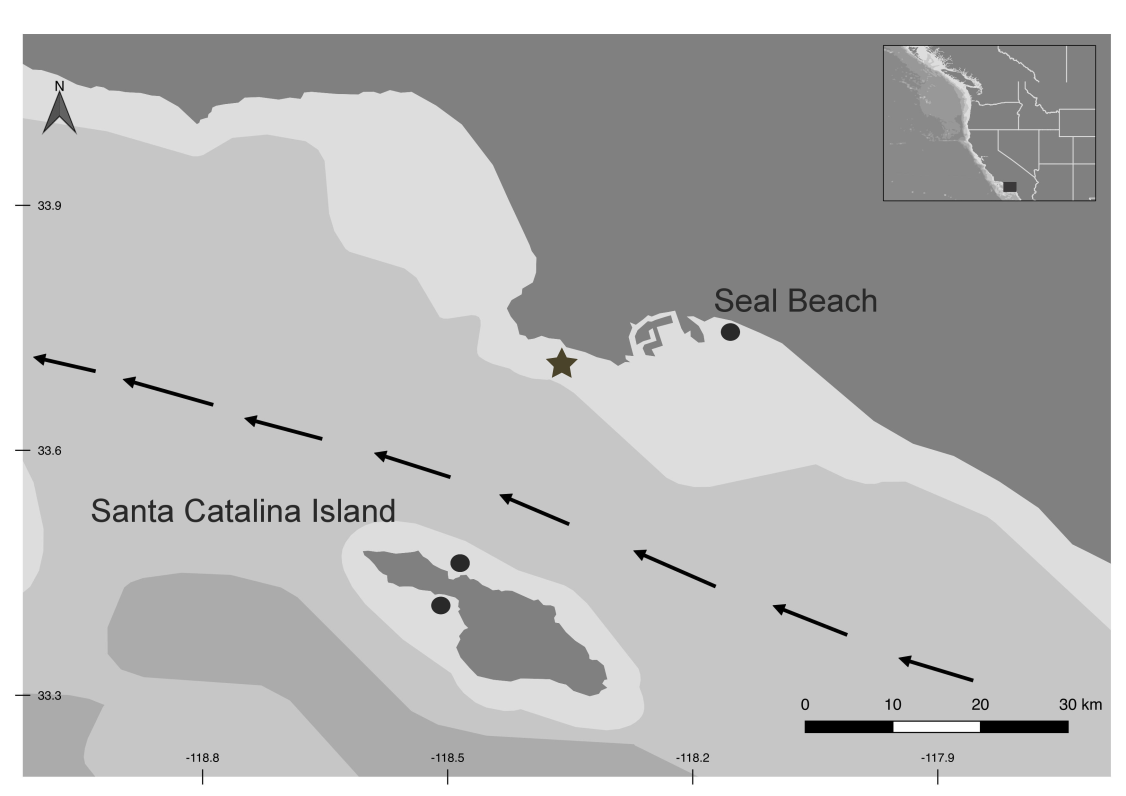 N
33.9
Seal Beach
33.6
Santa Catalina Island
33.3
0 10 20 30 km
-118.8 -118.5 -118.2 -117.9